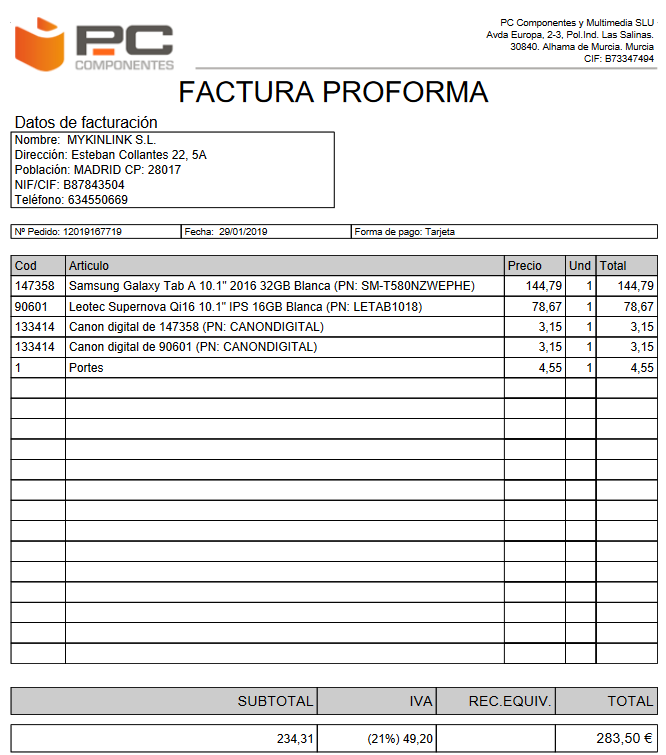 PC
COMPONENTES
PC Componentes y Multimedia SLU
Avda Europa, 2-3, Pol.Ind. Las Salinas.
30840. Alhama de Murcia. Murcia
CIF: B73347494
FACTURA PROFORMA
Datos de facturación
Nombre: MYKINLINK S.L.
Dirección: Esteban Collantes 22, 5A
Población: MADRID CP: 28017
NIF/CIF: B87843504
Teléfono: 634550669
Nº Pedido: 12019167719 Fecha: 29/01/2019 Forma de pago: Tarjeta
Cod Articulo Precio Und Total
147358 Samsung Galaxy Tab A 10.1" 2016 32GB Blanca (PN: SM-T580NZWEPHE) 144,79 1 144,79
90601 Leotec Supernova Qi16 10.1" IPS 16GB Blanca (PN: LETAB1018) 78,67 1 78,67
133414 Canon digital de 147358 (PN: CANONDIGITAL) 3,15 1 3,15
133414 Canon digital de 90601 (PN: CANONDIGITAL) 3,15 1 3,15
1 Portes 4,55 1 4,55
SUBTOTAL IVA REC.EQUIV. TOTAL
234,31 (21%) 49,20 283,50 €